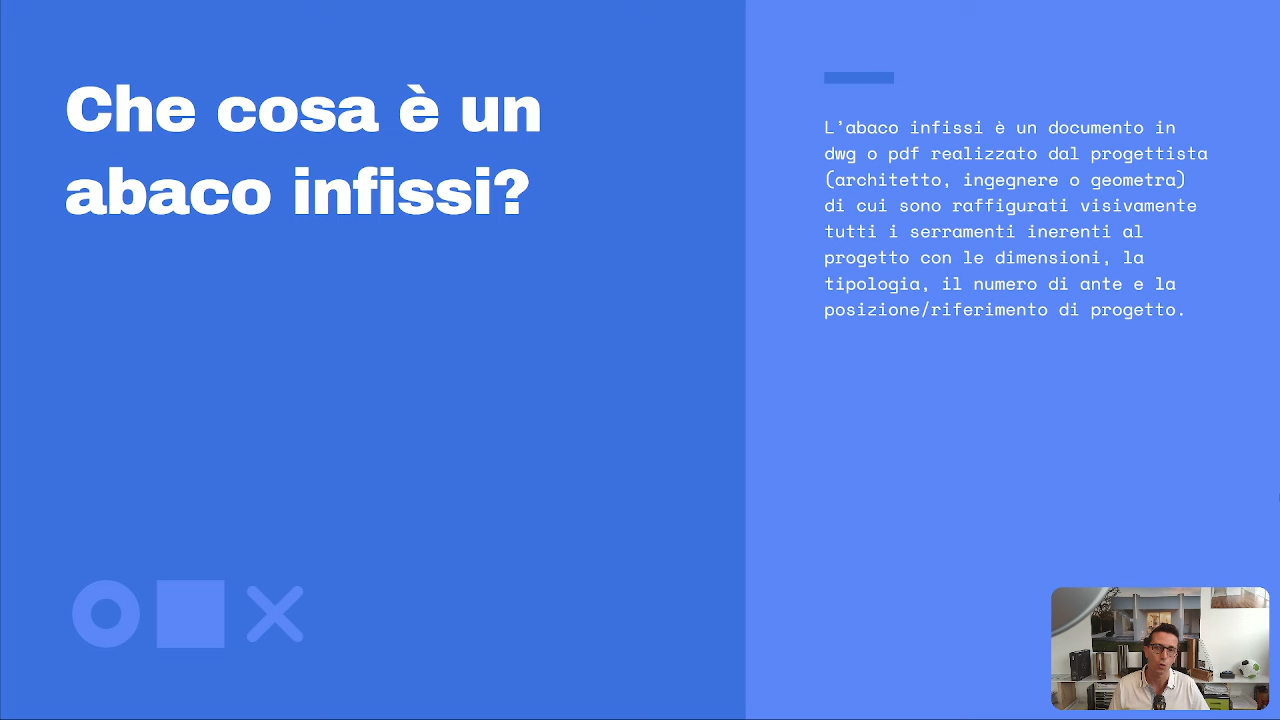 Che cosa è un
abaco infissi?
L'abaco infissi è un documento in
dwg o pdf realizzato dal progettista
(architetto, ingegnere o geometra)
di cui sono raffigurati visivamente
tutti i serramenti inerenti al
progetto con le dimensioni, la
tipologia, il numero di ante e la
posizione/riferimento di progetto.